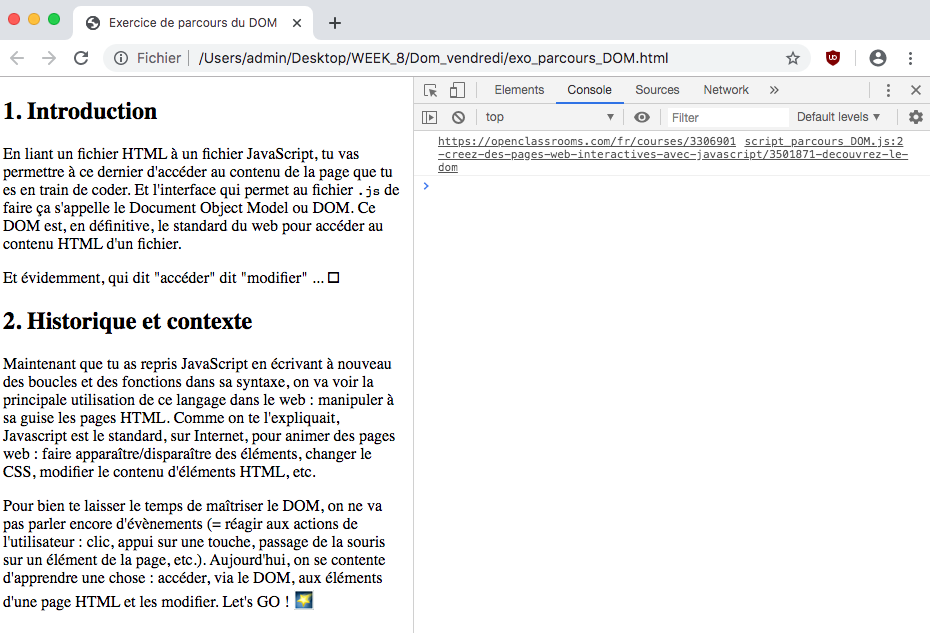 Exercice de parcours du DOM
Fichier | /Users/admin/Desktop/WEEK_8/Dom_vendredi/exo_parcours_DOM.html
1. Introduction
En liant un fichier HTML à un fichier JavaScript, tu vas
permettre à ce dernier d'accéder au contenu de la page que tu
es en train de coder. Et l'interface qui permet au fichier .js de
faire ça s'appelle le Document Object Model ou DOM. Ce
DOM est, en définitive, le standard du web pour accéder au
contenu HTML d'un fichier.
Et évidemment, qui dit "accéder" dit "modifier" ...
2. Historique et contexte
Maintenant que tu as repris JavaScript en écrivant à nouveau
des boucles et des fonctions dans sa syntaxe, on va voir la
principale utilisation de ce langage dans le web : manipuler à
sa guise les pages HTML. Comme on te l'expliquait,
Javascript est le standard, sur Internet, pour animer des pages
web : faire apparaître/disparaître des éléments, changer le
CSS, modifier le contenu d'éléments HTML, etc.
Pour bien te laisser le temps de maîtriser le DOM, on ne va
pas parler encore d'évènements (= réagir aux actions de
l'utilisateur : clic, appui sur une touche, passage de la souris
sur un élément de la page, etc.). Aujourd'hui, on se contente
d'apprendre une chose : accéder, via le DOM, aux éléments
d'une page HTML et les modifier. Let's GO !
Elements Console Sources Network »
top Filter Default levels
https://openclassrooms.com/fr/courses/3306901 script_parcours_DOM.js:2
-creez-des-pages-web-interactives-avec-javascript/3501871-decouvrez-le-
dom